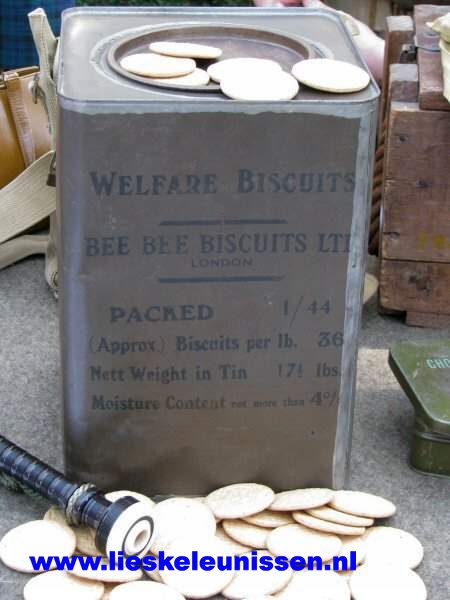 WELFARE BISCUITS
BEE BEE BISCUITS LTD
LONDON
PACKED 1/44
(Approx) Biscuits per lb. 36
Nett Weight in Tin 17½ lbs.
Moisture Content not more than 4%
CHO
www.lieskeleunissen.nl